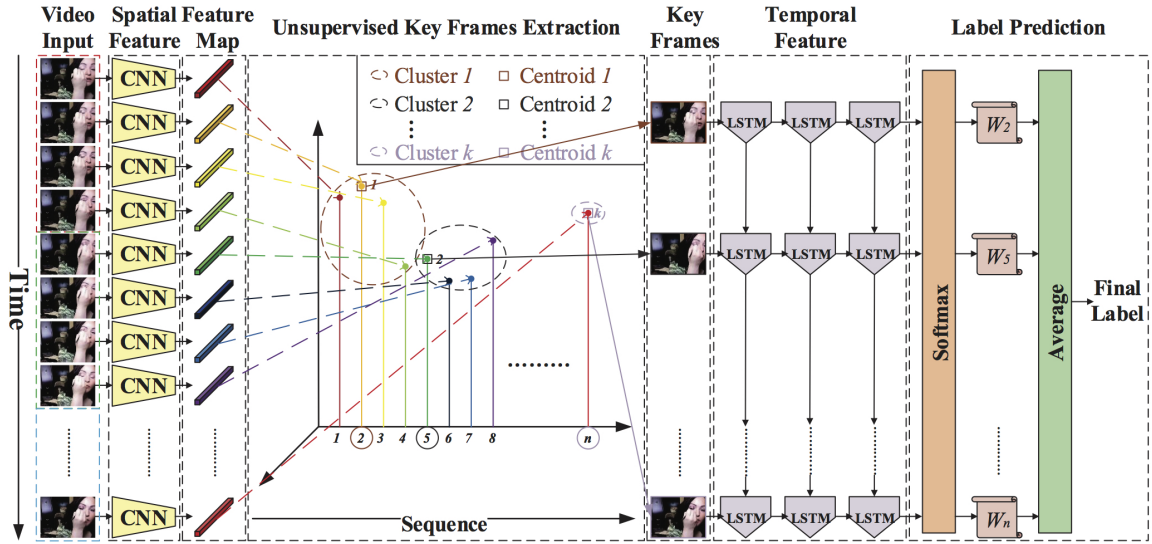 Video Input
Spatial Feature
Feature Map
Unsupervised Key Frames Extraction
Key Frames
Temporal Feature
Label Prediction
Time
CNN
CNN
CNN
CNN
CNN
CNN
CNN
CNN
CNN
Cluster 1
Centroid 1
Cluster 2
Centroid 2
Cluster k
Centroid k
1
2
k
1
2
3
4
5
6
7
8
n
Sequence
LSTM LSTM LSTM
LSTM LSTM LSTM
LSTM LSTM LSTM
Softmax
W2
W5
Wn
Average
Final
Label